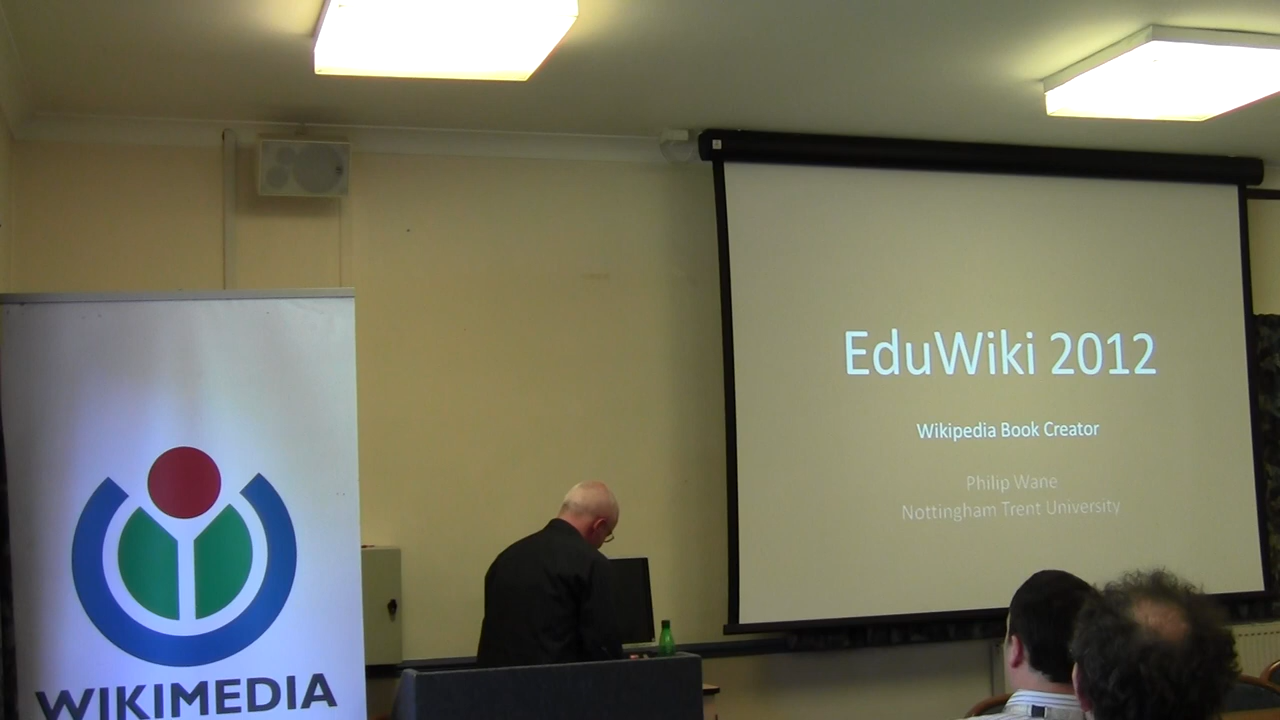 EduWiki 2012
Wikipedia Book Creator
Philip Wane
Nottingham Trent University
WIKIMEDIA